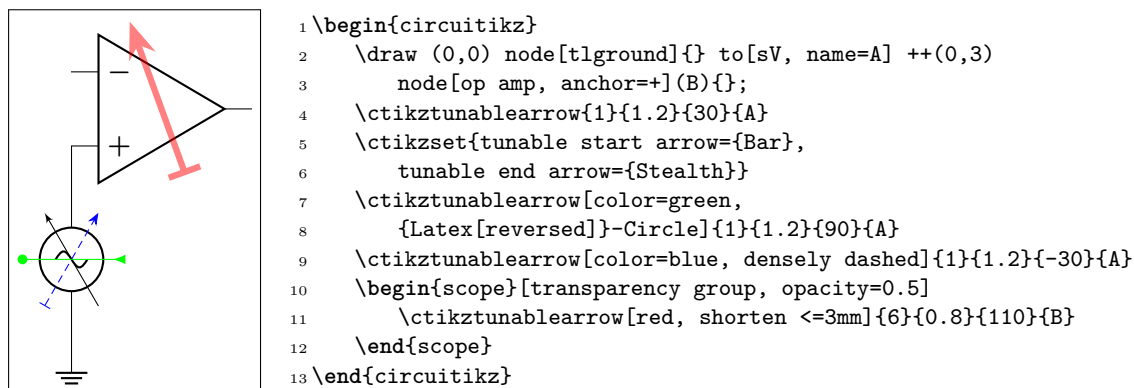 1 \begin{circuitikz}
2 \draw (0,0) node[tlground]{} to[sV, name=A] ++(0,3)
3 node[op amp, anchor=+](B){};
4 \ctikztunablearrow{1}{1.2}{30}{A}
5 \ctikzset{tunable start arrow={Bar},
6 tunable end arrow={Stealth}}
7 \ctikztunablearrow[color=green,
8 {Latex[reversed]}-Circle]{1}{1.2}{90}{A}
9 \ctikztunablearrow[color=blue, densely dashed]{1}{1.2}{-30}{A}
10 \begin{scope}[transparency group, opacity=0.5]
11 \ctikztunablearrow[red, shorten <=3mm]{6}{0.8}{110}{B}
12 \end{scope}
13 \end{circuitikz}